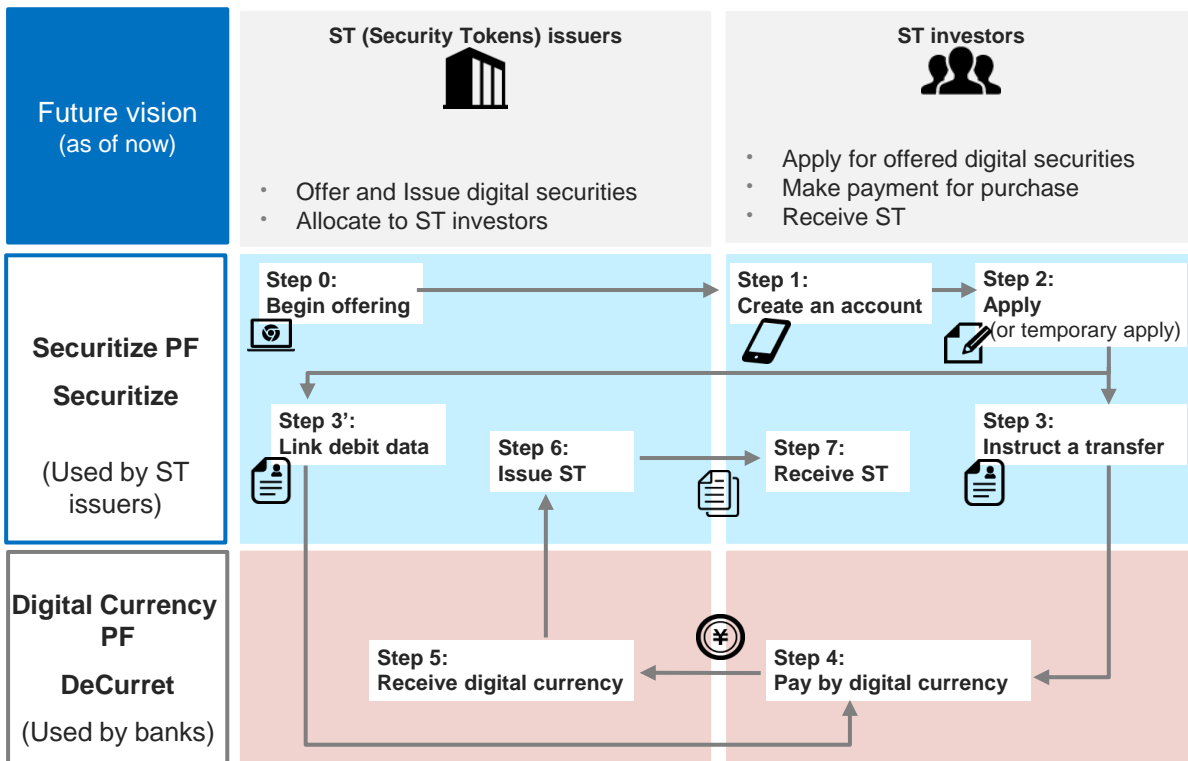 Future vision
(as of now)
ST (Security Tokens) issuers
• Offer and Issue digital securities
• Allocate to ST investors
ST investors
• Apply for offered digital securities
• Make payment for purchase
• Receive ST
Securitize PF
Securitize
(Used by ST
issuers)
Step 0:
Begin offering
Step 1:
Create an account
Step 2:
Apply
(or temporary apply)
Step 3’:
Link debit data
Step 6:
Issue ST
Step 7:
Receive ST
Step 3:
Instruct a transfer
Digital Currency
PF
DeCurret
(Used by banks)
Step 5:
Receive digital currency
¥
Step 4:
Pay by digital currency